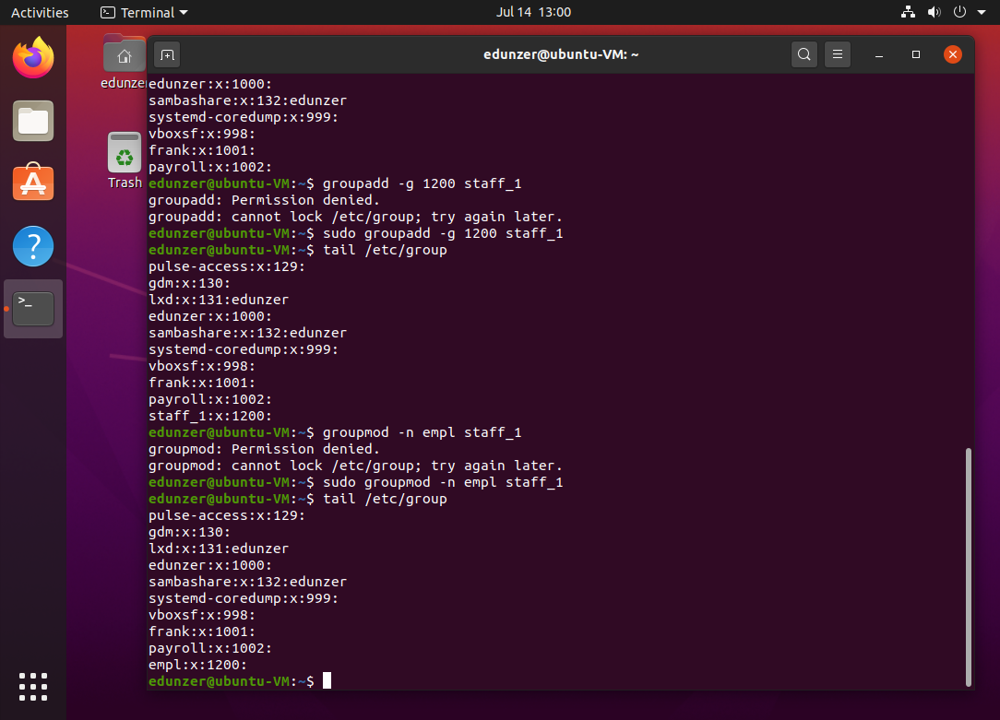 Activities
Terminal
Jul 14 13:00
edunzer
Trash
edunzer@ubuntu-VM: ~
edunzer:x:1000:
sambashare:x:132:edunzer
systemd-coredump:x:999:
vboxsf:x:998:
frank:x:1001:
payroll:x:1002:
edunzer@ubuntu-VM:~$ groupadd -g 1200 staff_1
groupadd: Permission denied.
groupadd: cannot lock /etc/group; try again later.
edunzer@ubuntu-VM:~$ sudo groupadd -g 1200 staff_1
edunzer@ubuntu-VM:~$ tail /etc/group
pulse-access:x:129:
gdm:x:130:
lxd:x:131:edunzer
edunzer:x:1000:
sambashare:x:132:edunzer
systemd-coredump:x:999:
vboxsf:x:998:
frank:x:1001:
payroll:x:1002:
staff_1:x:1200:
edunzer@ubuntu-VM:~$ groupmod -n empl staff_1
groupmod: Permission denied.
groupmod: cannot lock /etc/group; try again later.
edunzer@ubuntu-VM:~$ sudo groupmod -n empl staff_1
edunzer@ubuntu-VM:~$ tail /etc/group
pulse-access:x:129:
gdm:x:130:
lxd:x:131:edunzer
edunzer:x:1000:
sambashare:x:132:edunzer
systemd-coredump:x:999:
vboxsf:x:998:
frank:x:1001:
payroll:x:1002:
empl:x:1200:
edunzer@ubuntu-VM:~$